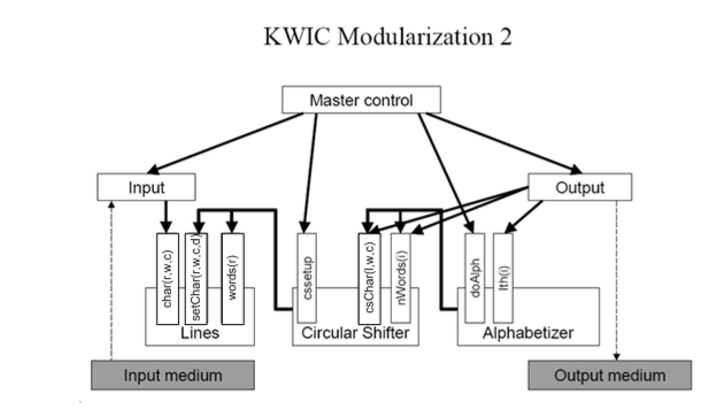 KWIC Modularization 2
Master control
Input
Output
char(r,w,c)
setChar(r,w,c,d)
words(r)
cssetup
csChar(l,w,c)
nWords(i)
doAlph
Ith(i)
Lines
Circular Shifter
Alphabetizer
Input medium
Output medium